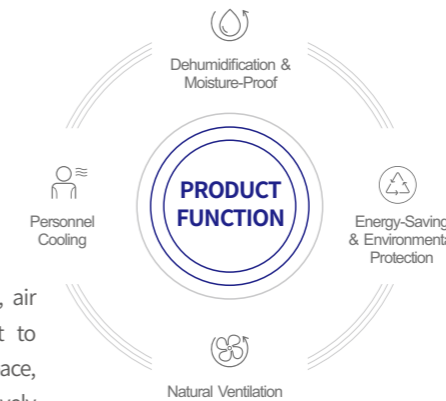 Dehumidification &
Moisture-Proof
PRODUCT
FUNCTION
Personnel
Cooling
Energy-Saving
& Environmenta
Protection
, air
t to
ace,
Natural Ventilation